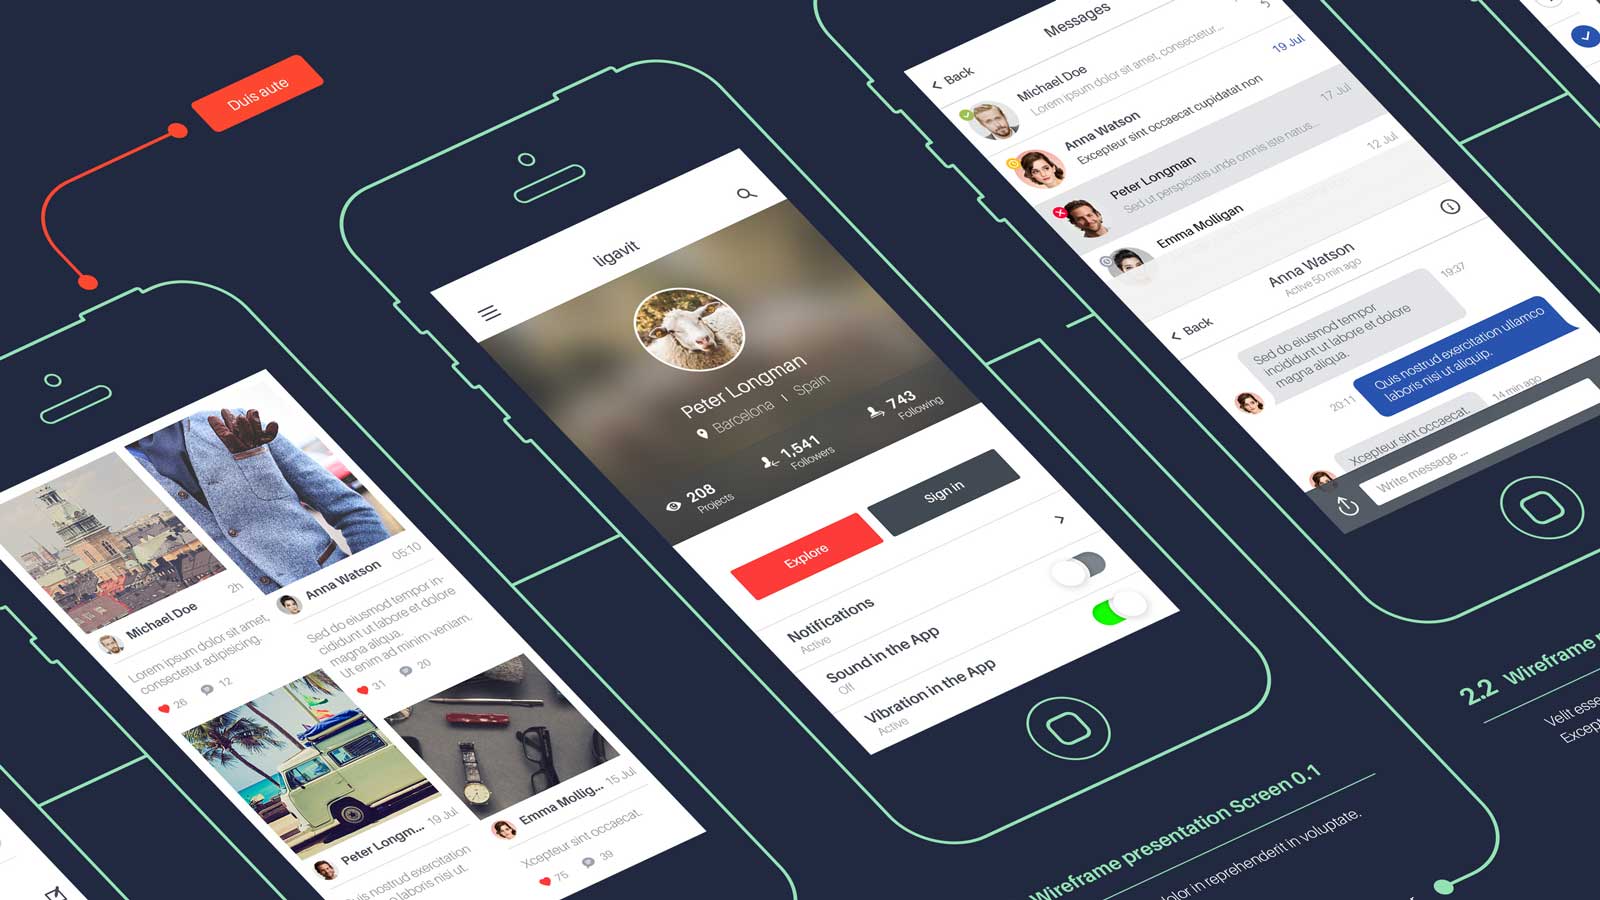 Duis aute
Michael Doe
2h
Lorem ipsum dolor sit amet,
consectetur adipisicing.
26
12
Anna Watson
05:10
Sed do eiusmod tempor in-
cididunt ut labore et dolore
magna aliqua.
Ut enim ad minim veniam.
31
20
Peter Longm...
19 Jul
Quis nostrud exercitation
laboris nisi ut.
Emma Mollig...
15 Jul
Xcepteur sint occaecat.
75
39
ligavit
Peter Longman
Barcelona | Spain
208
Projects
1,541
Followers
743
Following
Explore
Sign in
Notifications
Active
Sound in the App
Off
Vibration in the App
Active
Messages
Back
Michael Doe
Lorem ipsum dolor sit amet, consectetur...
19 Jul
Anna Watson
Excepteur sint occaecat cupidatat non
17 Jul
Peter Longman
Sed ut perspiciatis unde omnis iste natus...
12 Jul
Emma Molligan
Back
Anna Watson
Active 50 min ago
Sed do eiusmod tempor
incididunt ut labore et dolore
magna aliqua.
19:37
Quis nostrud exercitation ullamco
laboris nisi ut aliquip.
20:11
Xcepteur sint occaecat.
14 min ago
Write message ...
Wireframe presentation Screen 0.1
dolor in reprehenderit in voluptate.
2.2 Wireframe
Velit esse
Except